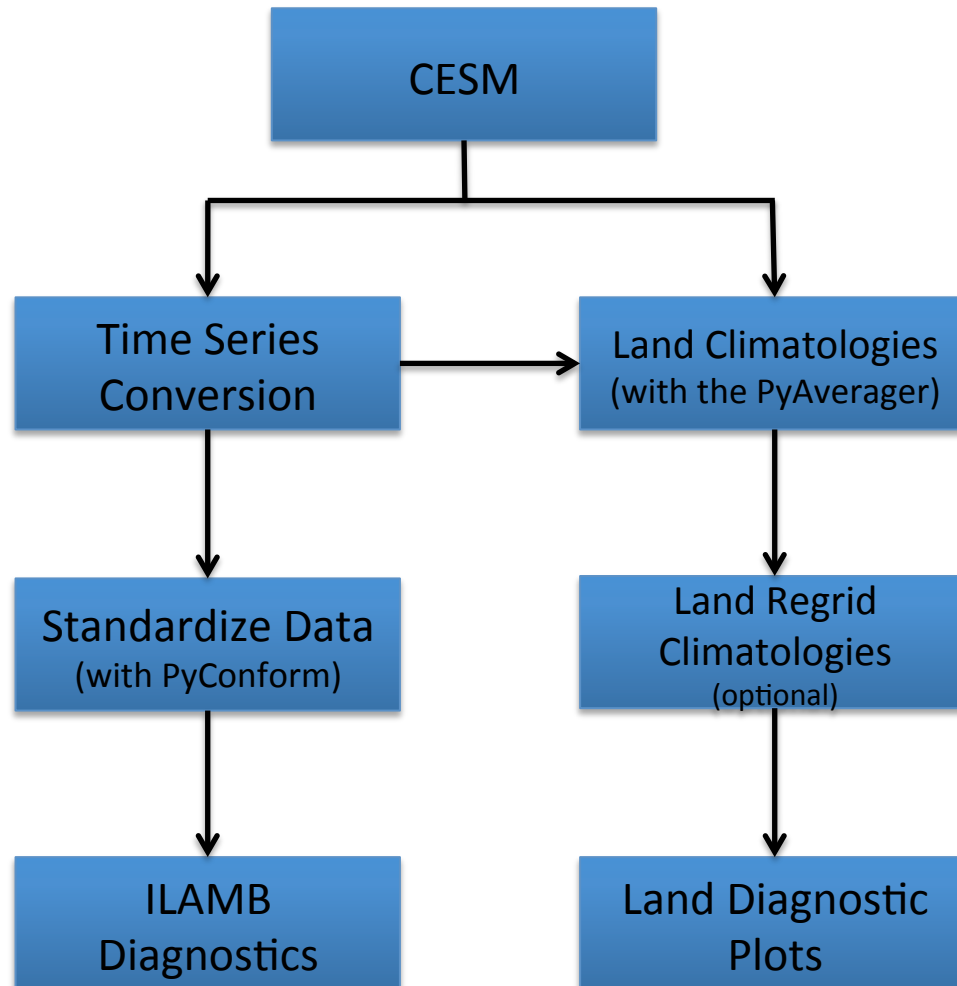 CESM
Time Series
Conversion
Land Climatologies
(with the PyAverager)
Standardize Data
(with PyConform)
Land Regrid
Climatologies
(optional)
ILAMB
Diagnostics
Land Diagnostic
Plots